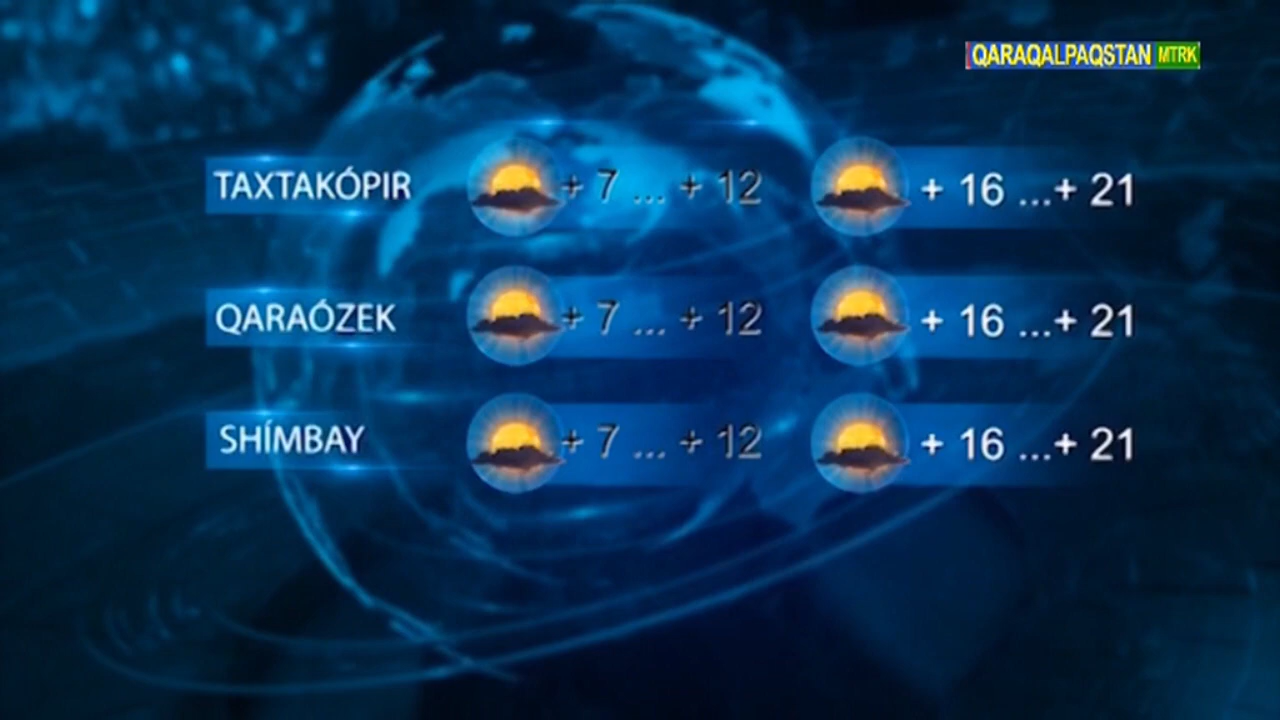 QARAQALPAQSTAN MTRK
TAXTAKÓPIR + 7 ... + 12 + 16 ...+ 21
QARAÓZEK + 7 ... + 12 + 16 ...+ 21
SHÍMBAY + 7 ... + 12 + 16 ...+ 21